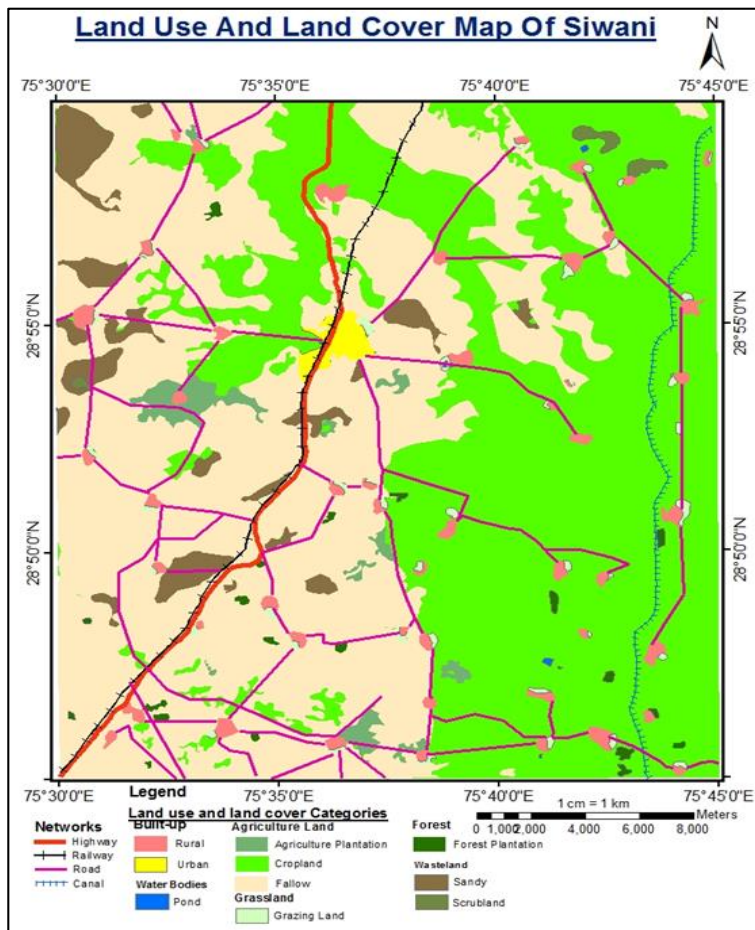 Land Use And Land Cover Map Of Siwani
N
75°30'0"E 75°35'0"E 75°40'0"E 75°45'0"E
28°55'0"N 28°55'0"N
28°50'0"N 28°50'0"N
75°30'0"E 75°35'0"E 75°40'0"E 75°45'0"E
Legend
Land use and land cover Categories
Networks
Highway
Railway
Road
Canal
Built-up
Rural
Urban
Water Bodies
Pond
Agriculture Land
Agriculture Plantation
Cropland
Fallow
Grassland
Grazing Land
Forest
Forest Plantation
Wasteland
Sandy
Scrubland
1 cm = 1 km
Meters
0 1,000 2,000 4,000 6,000 8,000